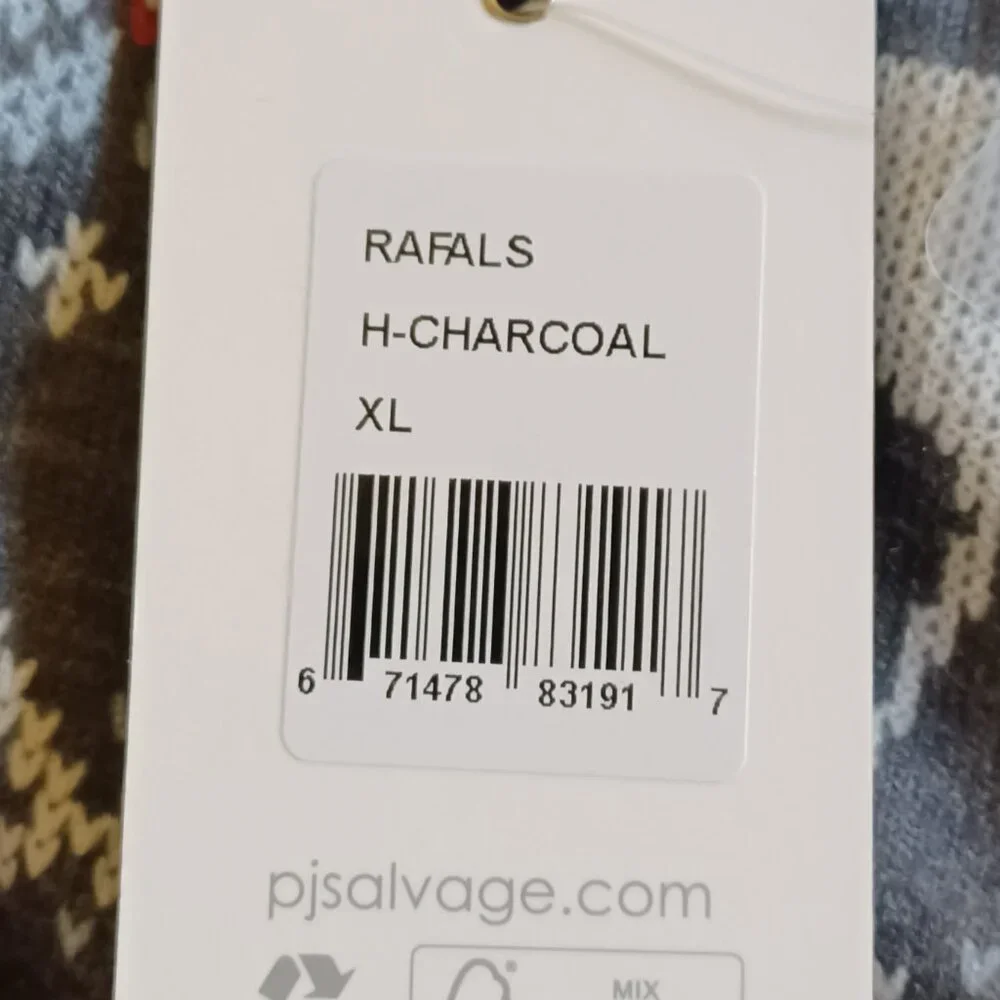 RAFALS
H-CHARCOAL
XL
6 71478 83191 7
pjsalvage.com
MIX